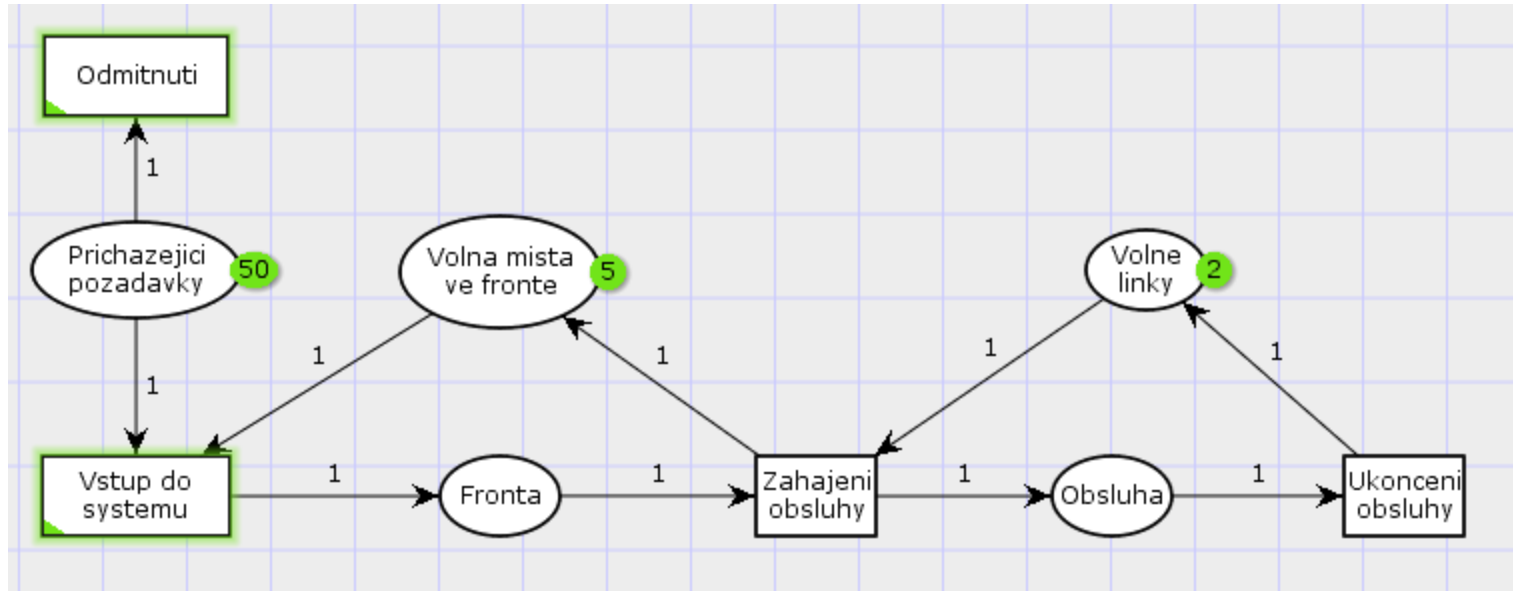 Odmitnuti
1
Prichazejici
pozadavky
50
Volna mista
ve fronte
5
Volne
linky
2
1
1
1
1
1
Vstup do
systemu
1
Fronta
1
Zahajeni
obsluhy
1
Obsluha
1
Ukonceni
obsluhy